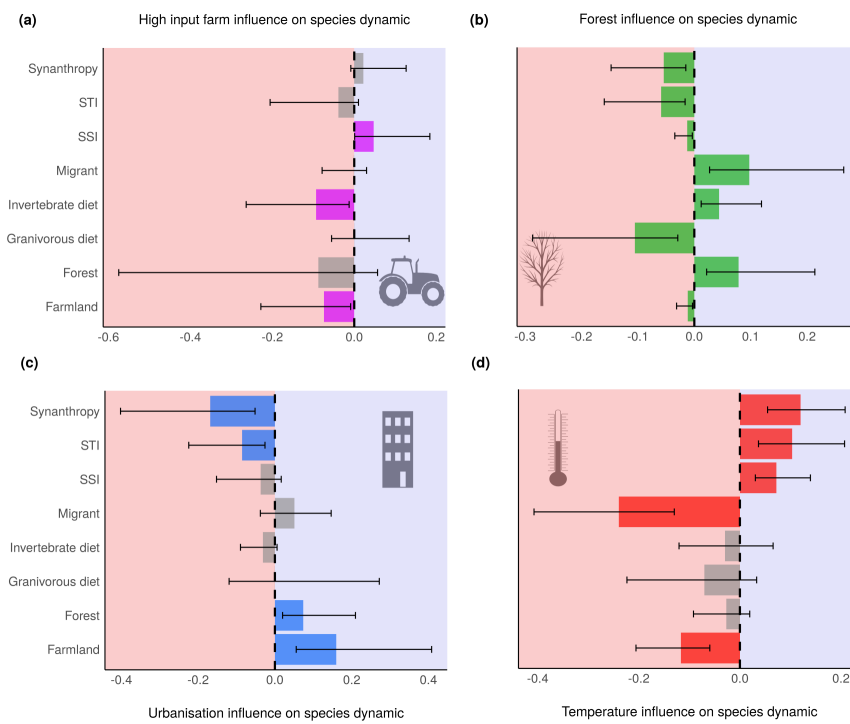 (a)
High input farm influence on species dynamic
(b)
Forest influence on species dynamic
Synanthropy
STI
SSI
Migrant
Invertebrate diet
Granivorous diet
Forest
Farmland
-0.6 -0.4 -0.2 0.0 0.2
-0.3 -0.2 -0.1 0.0 0.1 0.2
(c)
(d)
Synanthropy
STI
SSI
Migrant
Invertebrate diet
Granivorous diet
Forest
Farmland
-0.4 -0.2 0.0 0.2 0.4
-0.4 -0.2 0.0 0.2
Urbanisation influence on species dynamic
Temperature influence on species dynamic